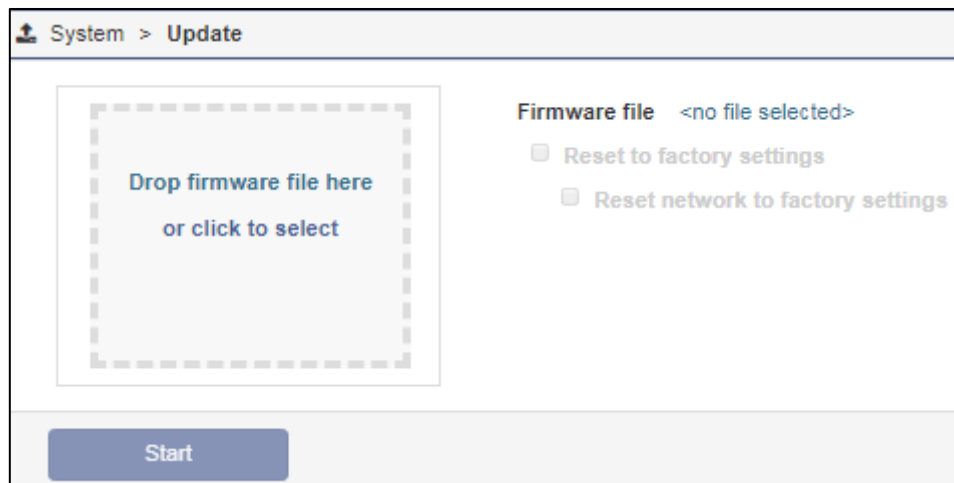 System > Update
Drop firmware file here
or click to select
Firmware file <no file selected>
Reset to factory settings
Reset network to factory settings
Start